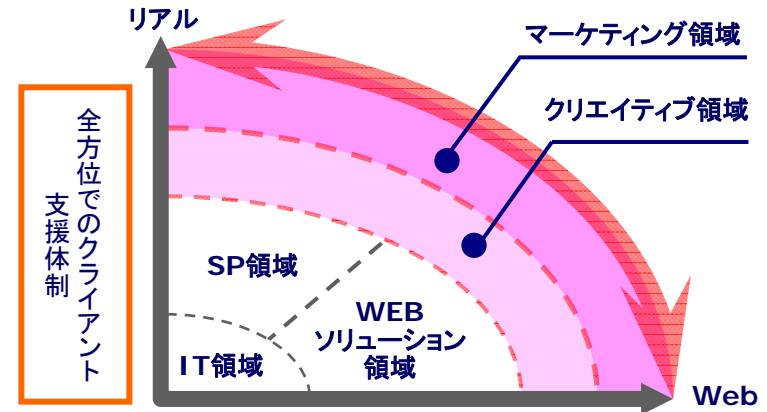 リアル
マーケティング領域
クリエイティブ領域
全方位でのクライアント
支援体制
SP領域
WEB
ソリューション
領域
IT領域
Web